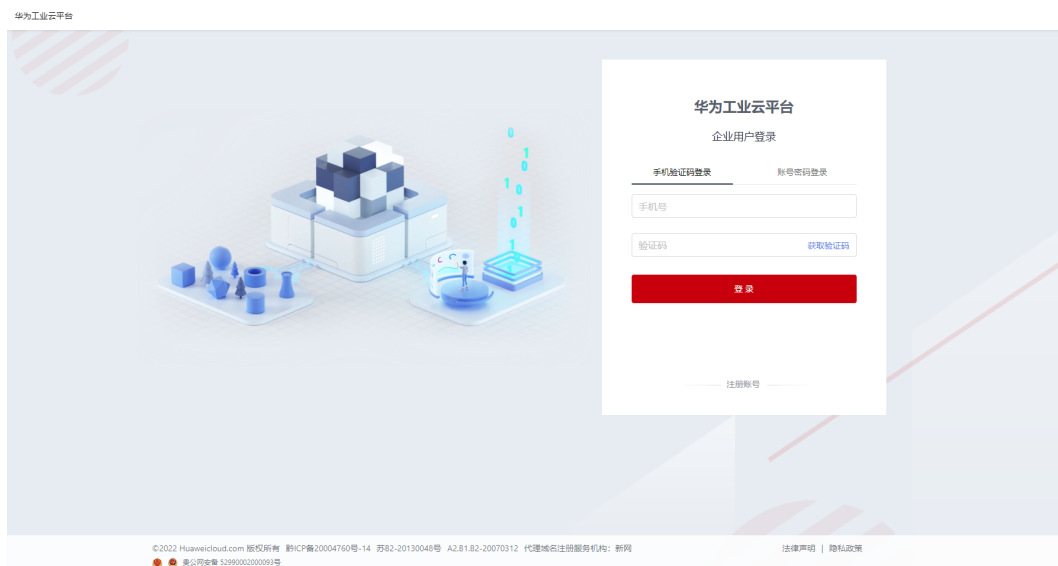 华为工业云平台
华为工业云平台
企业用户登录
手机验证码登录 账号密码登录
手机号
验证码 获取验证码
登 录
注册账号
©2022 Huaweicloud.com 版权所有 黔ICP备20004760号-14 苏B2-20130048号 A2.B1.B2-20070312 代理域名注册服务机构：新网 法律声明 | 隐私政策
贵公网安备 52990002000093号